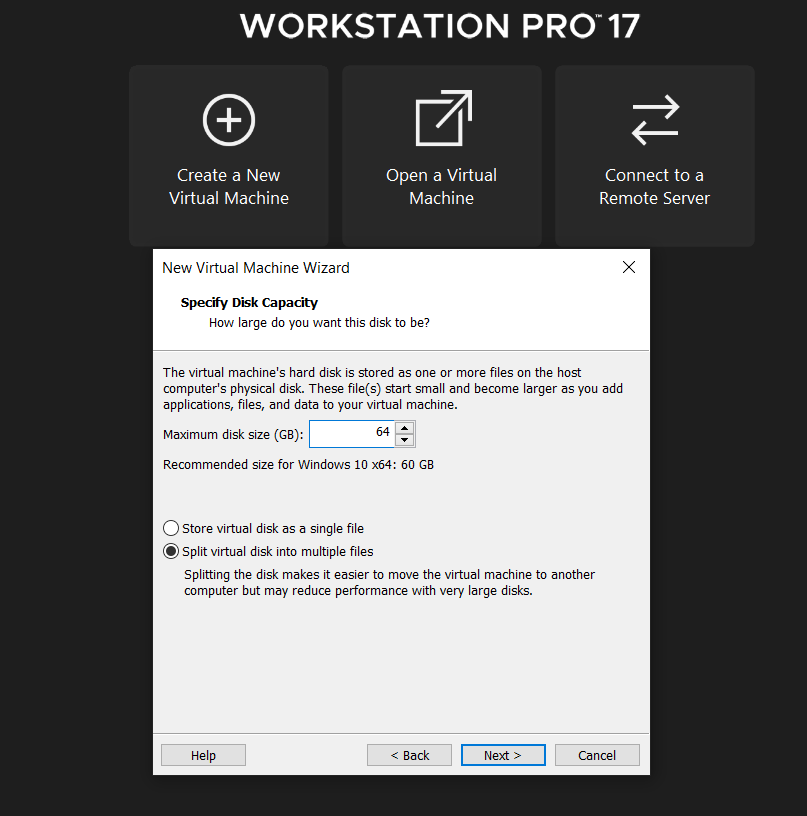 WORKSTATION PRO™ 17
Create a New
Virtual Machine
Open a Virtual
Machine
Connect to a
Remote Server
New Virtual Machine Wizard
Specify Disk Capacity
How large do you want this disk to be?
The virtual machine's hard disk is stored as one or more files on the host
computer's physical disk. These file(s) start small and become larger as you add
applications, files, and data to your virtual machine.
Maximum disk size (GB): 64
Recommended size for Windows 10 x64: 60 GB
Store virtual disk as a single file
Split virtual disk into multiple files
Splitting the disk makes it easier to move the virtual machine to another
computer but may reduce performance with very large disks.
Help < Back Next > Cancel